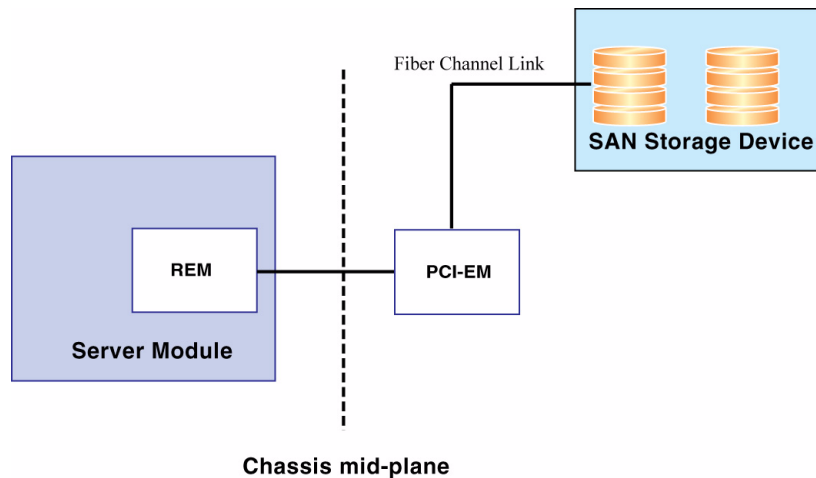 Fiber Channel Link
SAN Storage Device
REM
PCI-EM
Server Module
Chassis mid-plane